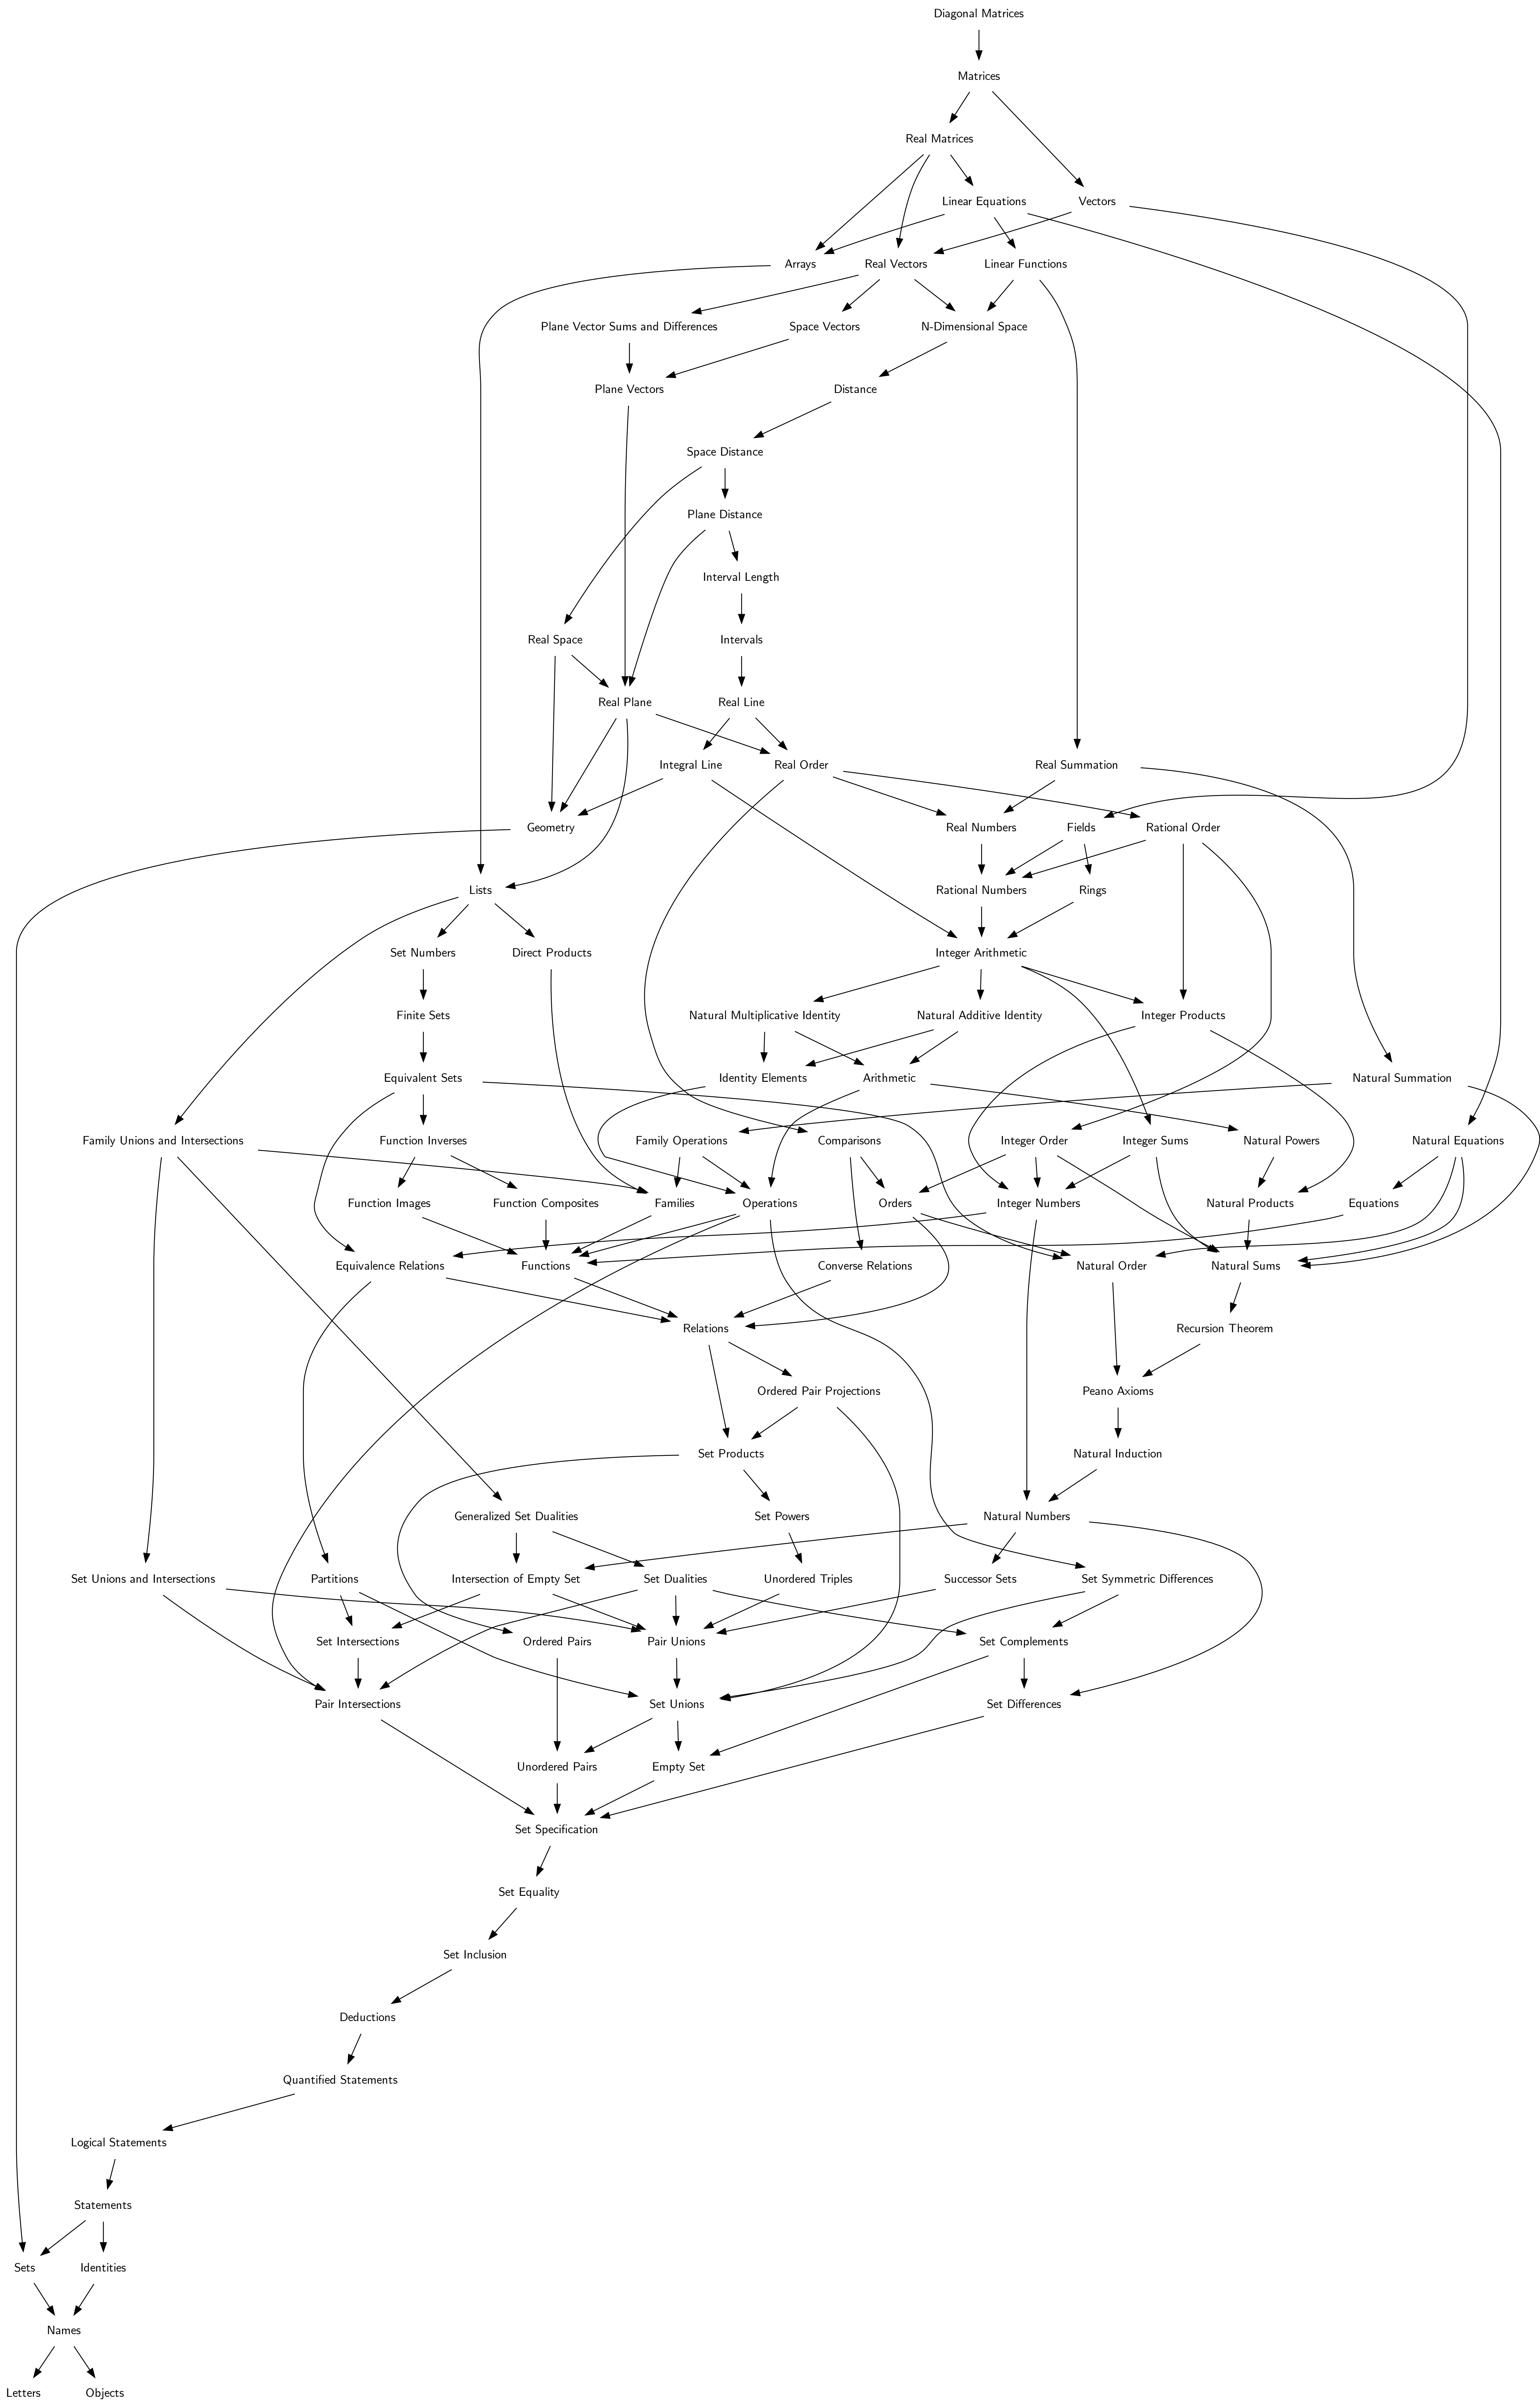 Diagonal Matrices
Matrices
Real Matrices
Linear Equations
Vectors
Arrays
Real Vectors
Linear Functions
Plane Vector Sums and Differences
Space Vectors
N-Dimensional Space
Plane Vectors
Distance
Space Distance
Plane Distance
Interval Length
Real Space
Intervals
Real Plane
Real Line
Integral Line
Real Order
Real Summation
Geometry
Real Numbers
Fields
Rational Order
Lists
Rational Numbers
Rings
Set Numbers
Direct Products
Integer Arithmetic
Finite Sets
Natural Multiplicative Identity
Natural Additive Identity
Integer Products
Equivalent Sets
Identity Elements
Arithmetic
Natural Summation
Family Unions and Intersections
Function Inverses
Family Operations
Comparisons
Integer Order
Integer Sums
Natural Powers
Natural Equations
Function Images
Function Composites
Families
Operations
Orders
Integer Numbers
Natural Products
Equations
Equivalence Relations
Functions
Converse Relations
Natural Order
Natural Sums
Relations
Recursion Theorem
Ordered Pair Projections
Peano Axioms
Set Products
Natural Induction
Generalized Set Dualities
Set Powers
Natural Numbers
Set Unions and Intersections
Partitions
Intersection of Empty Set
Set Dualities
Unordered Triples
Successor Sets
Set Symmetric Differences
Set Intersections
Ordered Pairs
Pair Unions
Set Complements
Pair Intersections
Set Unions
Set Differences
Unordered Pairs
Empty Set
Set Specification
Set Equality
Set Inclusion
Deductions
Quantified Statements
Logical Statements
Statements
Sets
Identities
Names
Letters
Objects